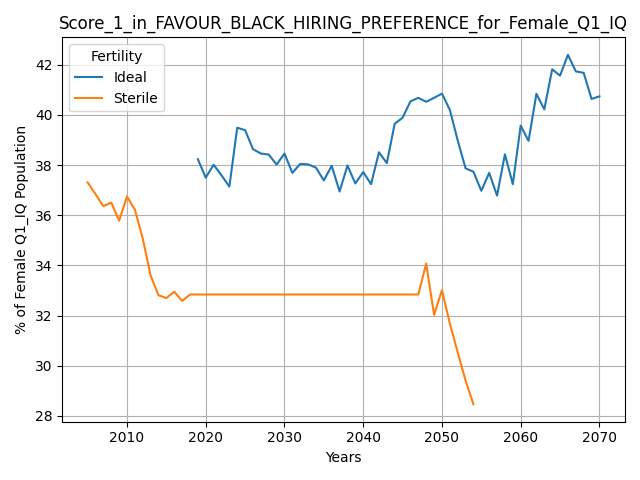 Score_1_in_FAVOUR_BLACK_HIRING_PREFERENCE_for_Female_Q1_IQ
Fertility
Ideal
Sterile
% of Female Q1_IQ Population
42
40
38
36
34
32
30
28
2010 2020 2030 2040 2050 2060 2070
Years